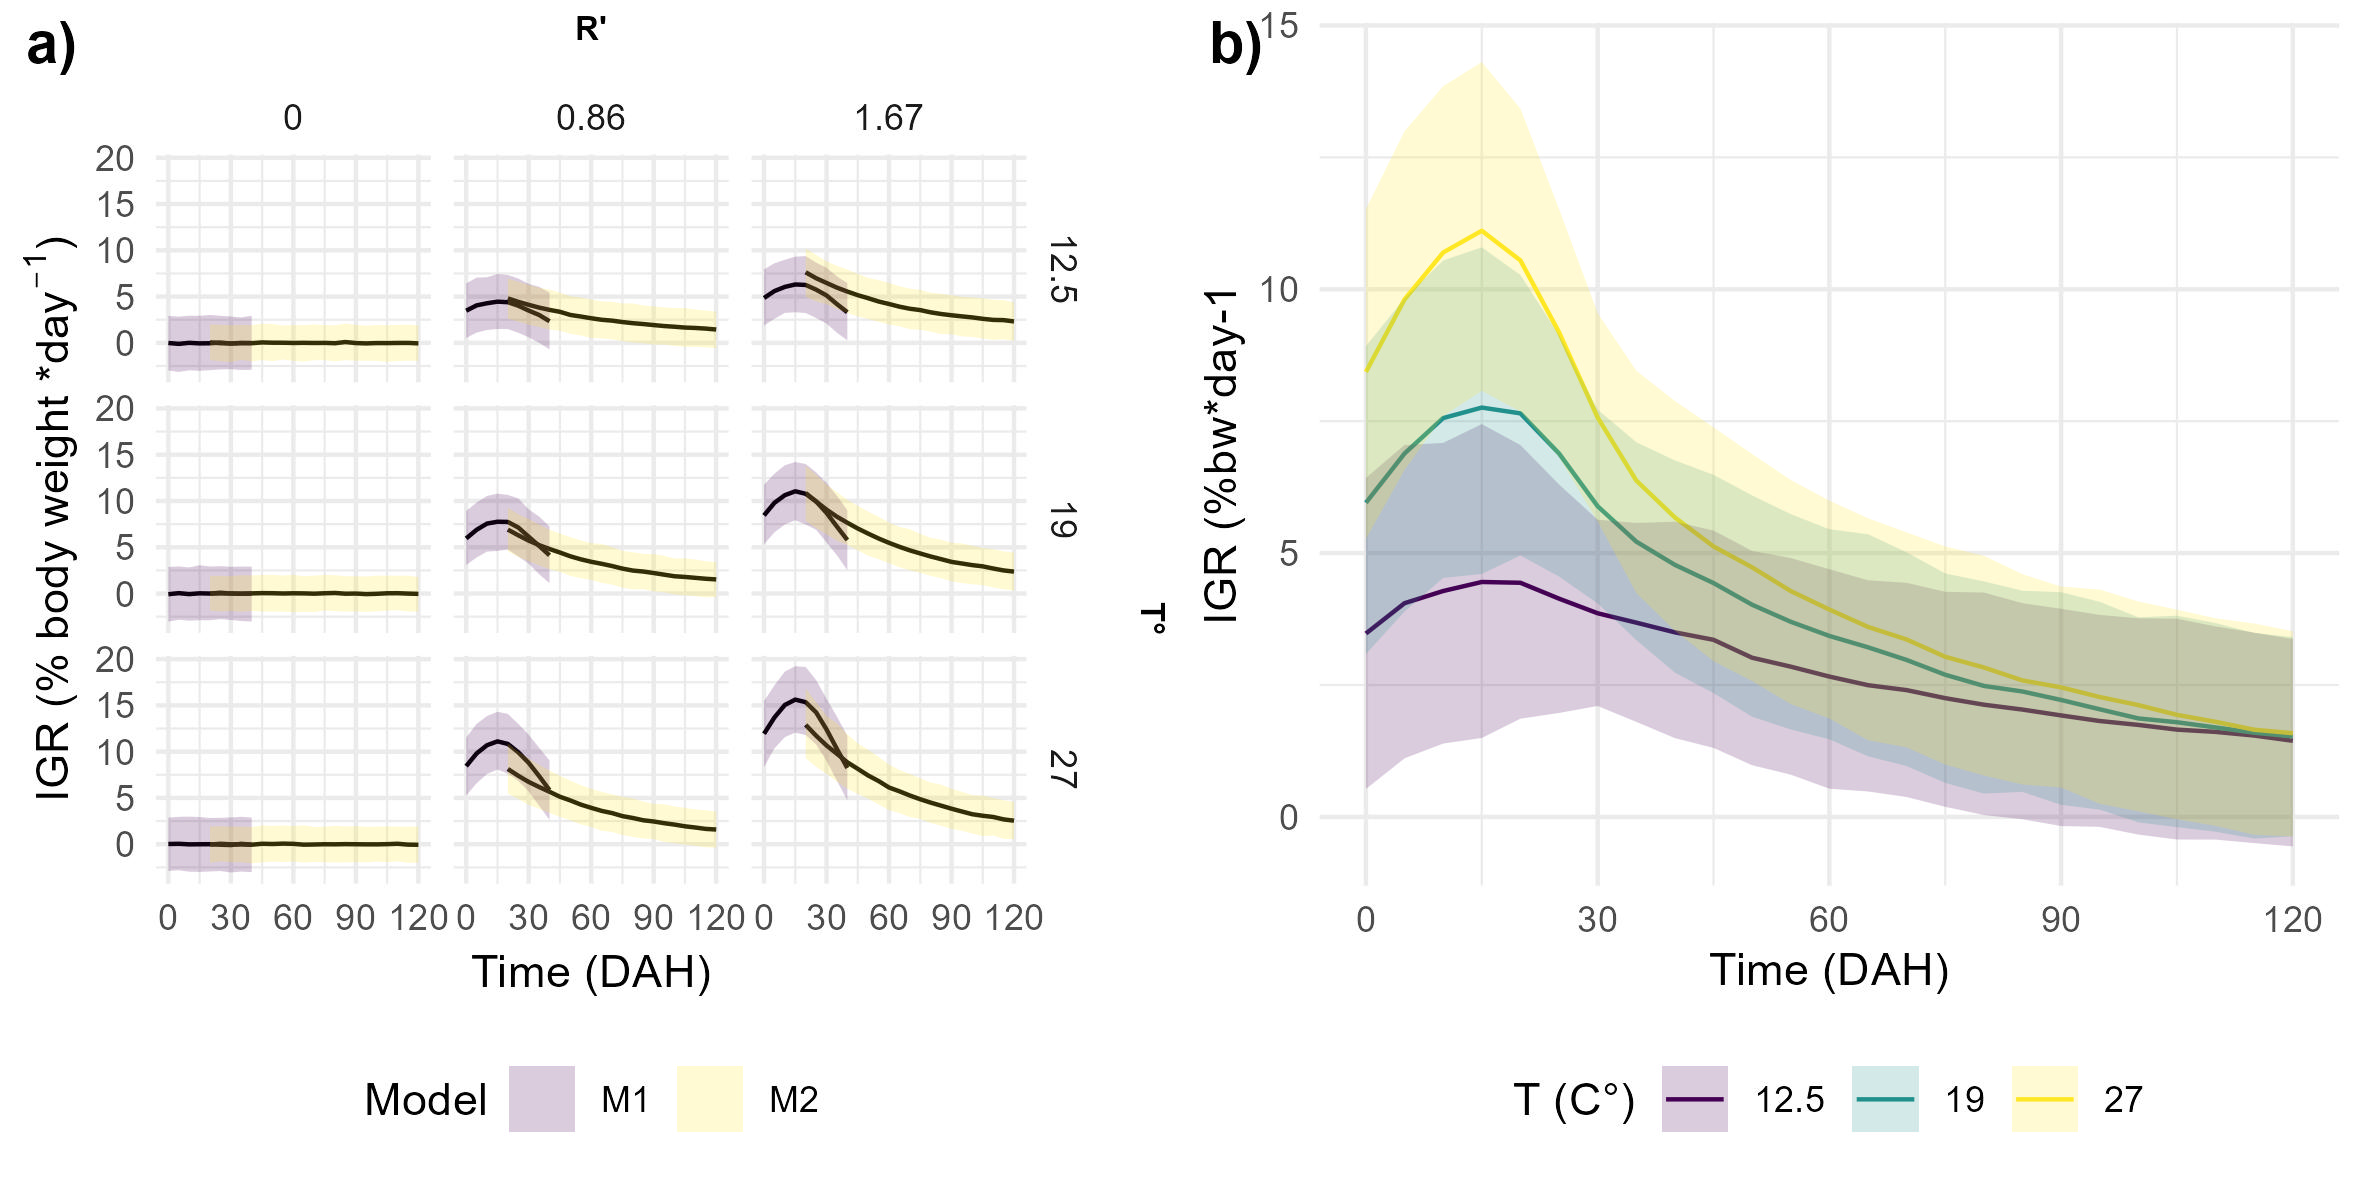 a)
R'
0 0.86 1.67
20
15
10
5
0
12.5
20
15
10
5
0
19
20
15
10
5
0
27
IGR (% body weight *day⁻¹)
T°
0 30 60 90 120 0 30 60 90 120 0 30 60 90 120
Time (DAH)
Model M1 M2
b)
15
10
5
0
IGR (%bw*day-1
0 30 60 90 120
Time (DAH)
T (C°) 12.5 19 27